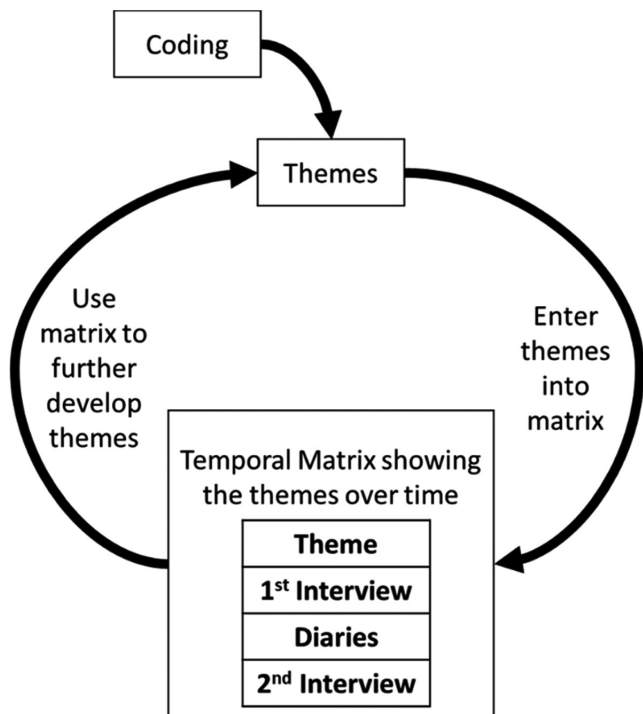 Coding
Themes
Use
matrix to
further
develop
themes
Enter
themes
into
matrix
Temporal Matrix showing
the themes over time
Theme
1st Interview
Diaries
2nd Interview